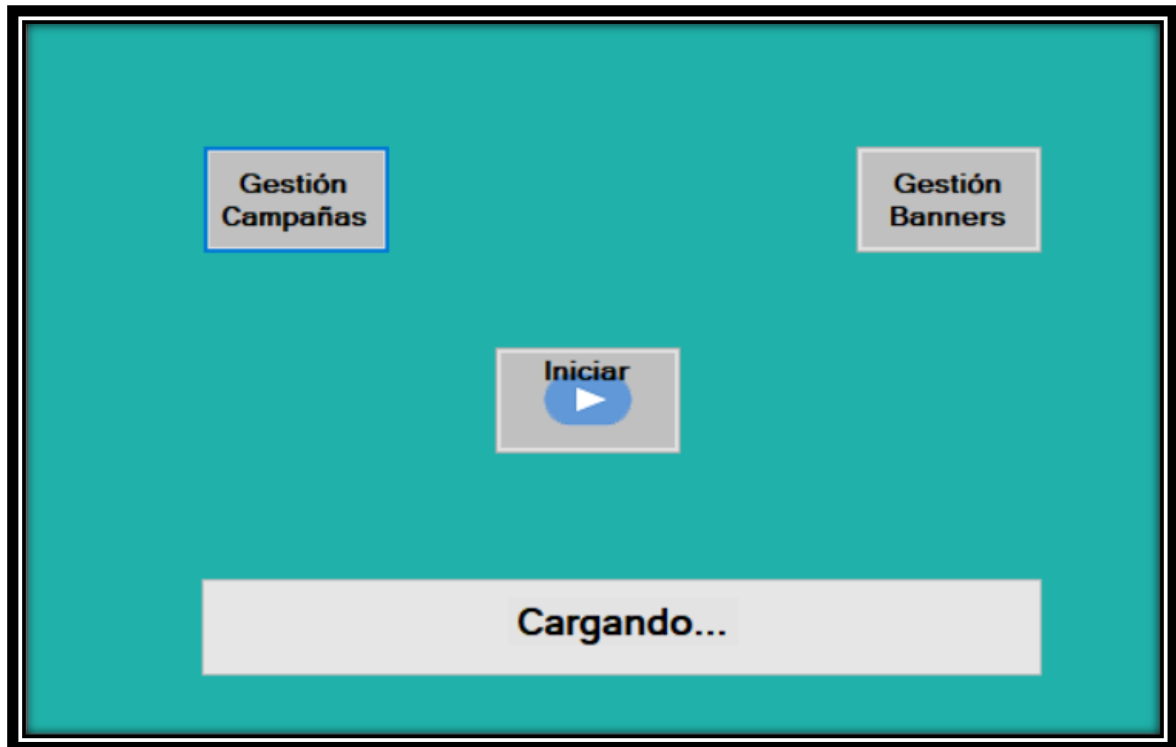 Gestión
Campañas
Gestión
Banners
Iniciar
Cargando...